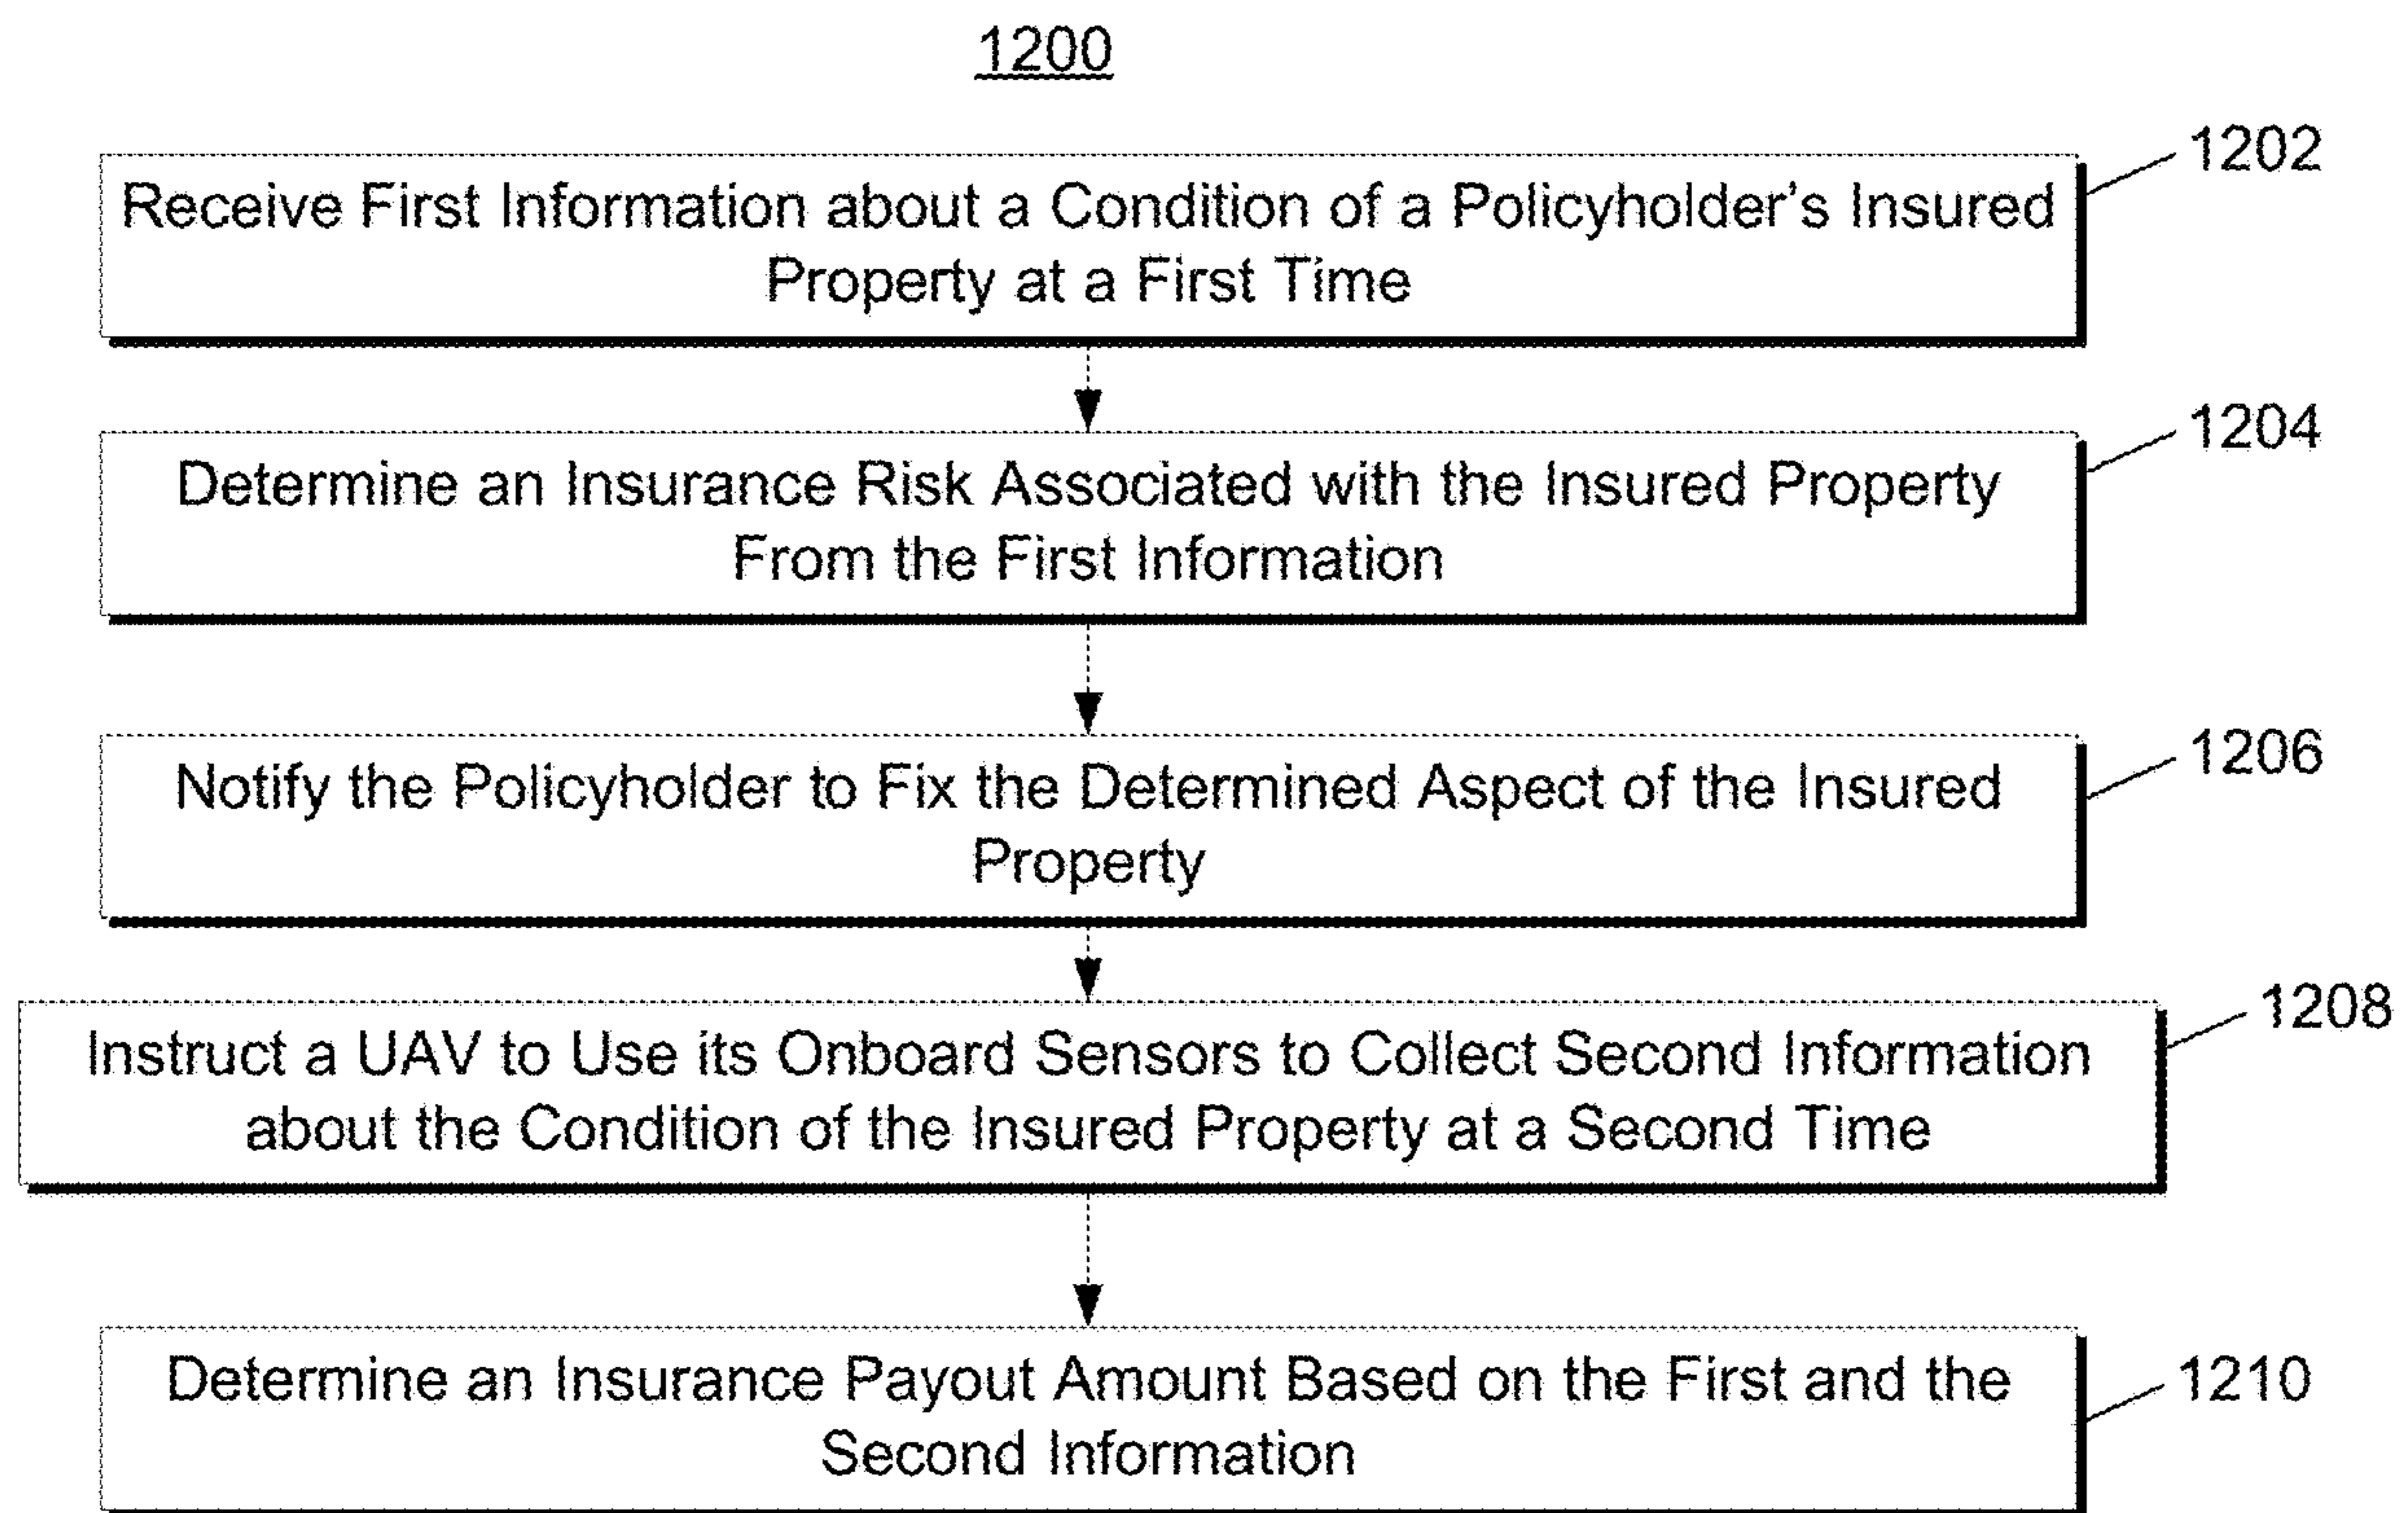 1200
1202
Receive First Information about a Condition of a Policyholder's Insured
Property at a First Time
1204
Determine an Insurance Risk Associated with the Insured Property
From the First Information
1206
Notify the Policyholder to Fix the Determined Aspect of the Insured
Property
1208
Instruct a UAV to Use its Onboard Sensors to Collect Second Information
about the Condition of the Insured Property at a Second Time
1210
Determine an Insurance Payout Amount Based on the First and the
Second Information